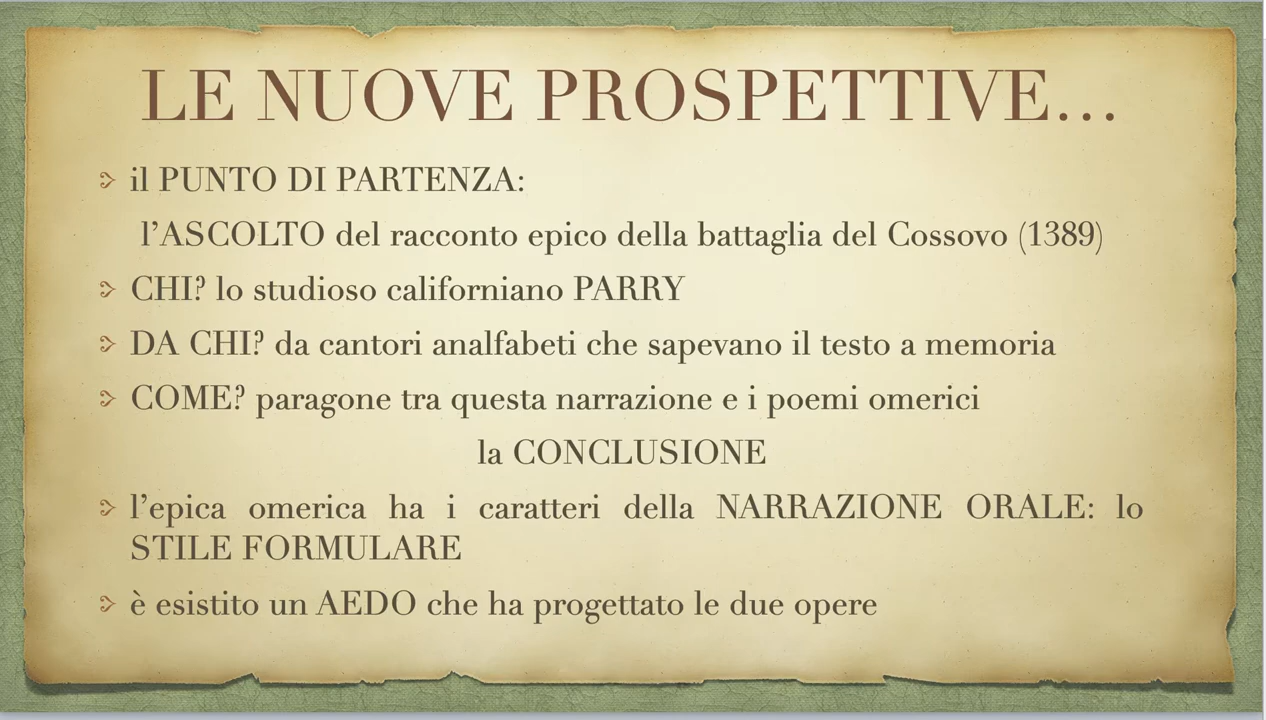 LE NUOVE PROSPETTIVE...
il PUNTO DI PARTENZA:
l'ASCOLTO del racconto epico della battaglia del Cossovo (1389)
CHI? lo studioso californiano PARRY
DA CHI? da cantori analfabeti che sapevano il testo a memoria
COME? paragone tra questa narrazione e i poemi omerici
la CONCLUSIONE
l'epica omerica ha i caratteri della NARRAZIONE ORALE: lo
STILE FORMULARE
è esistito un AEDO che ha progettato le due opere